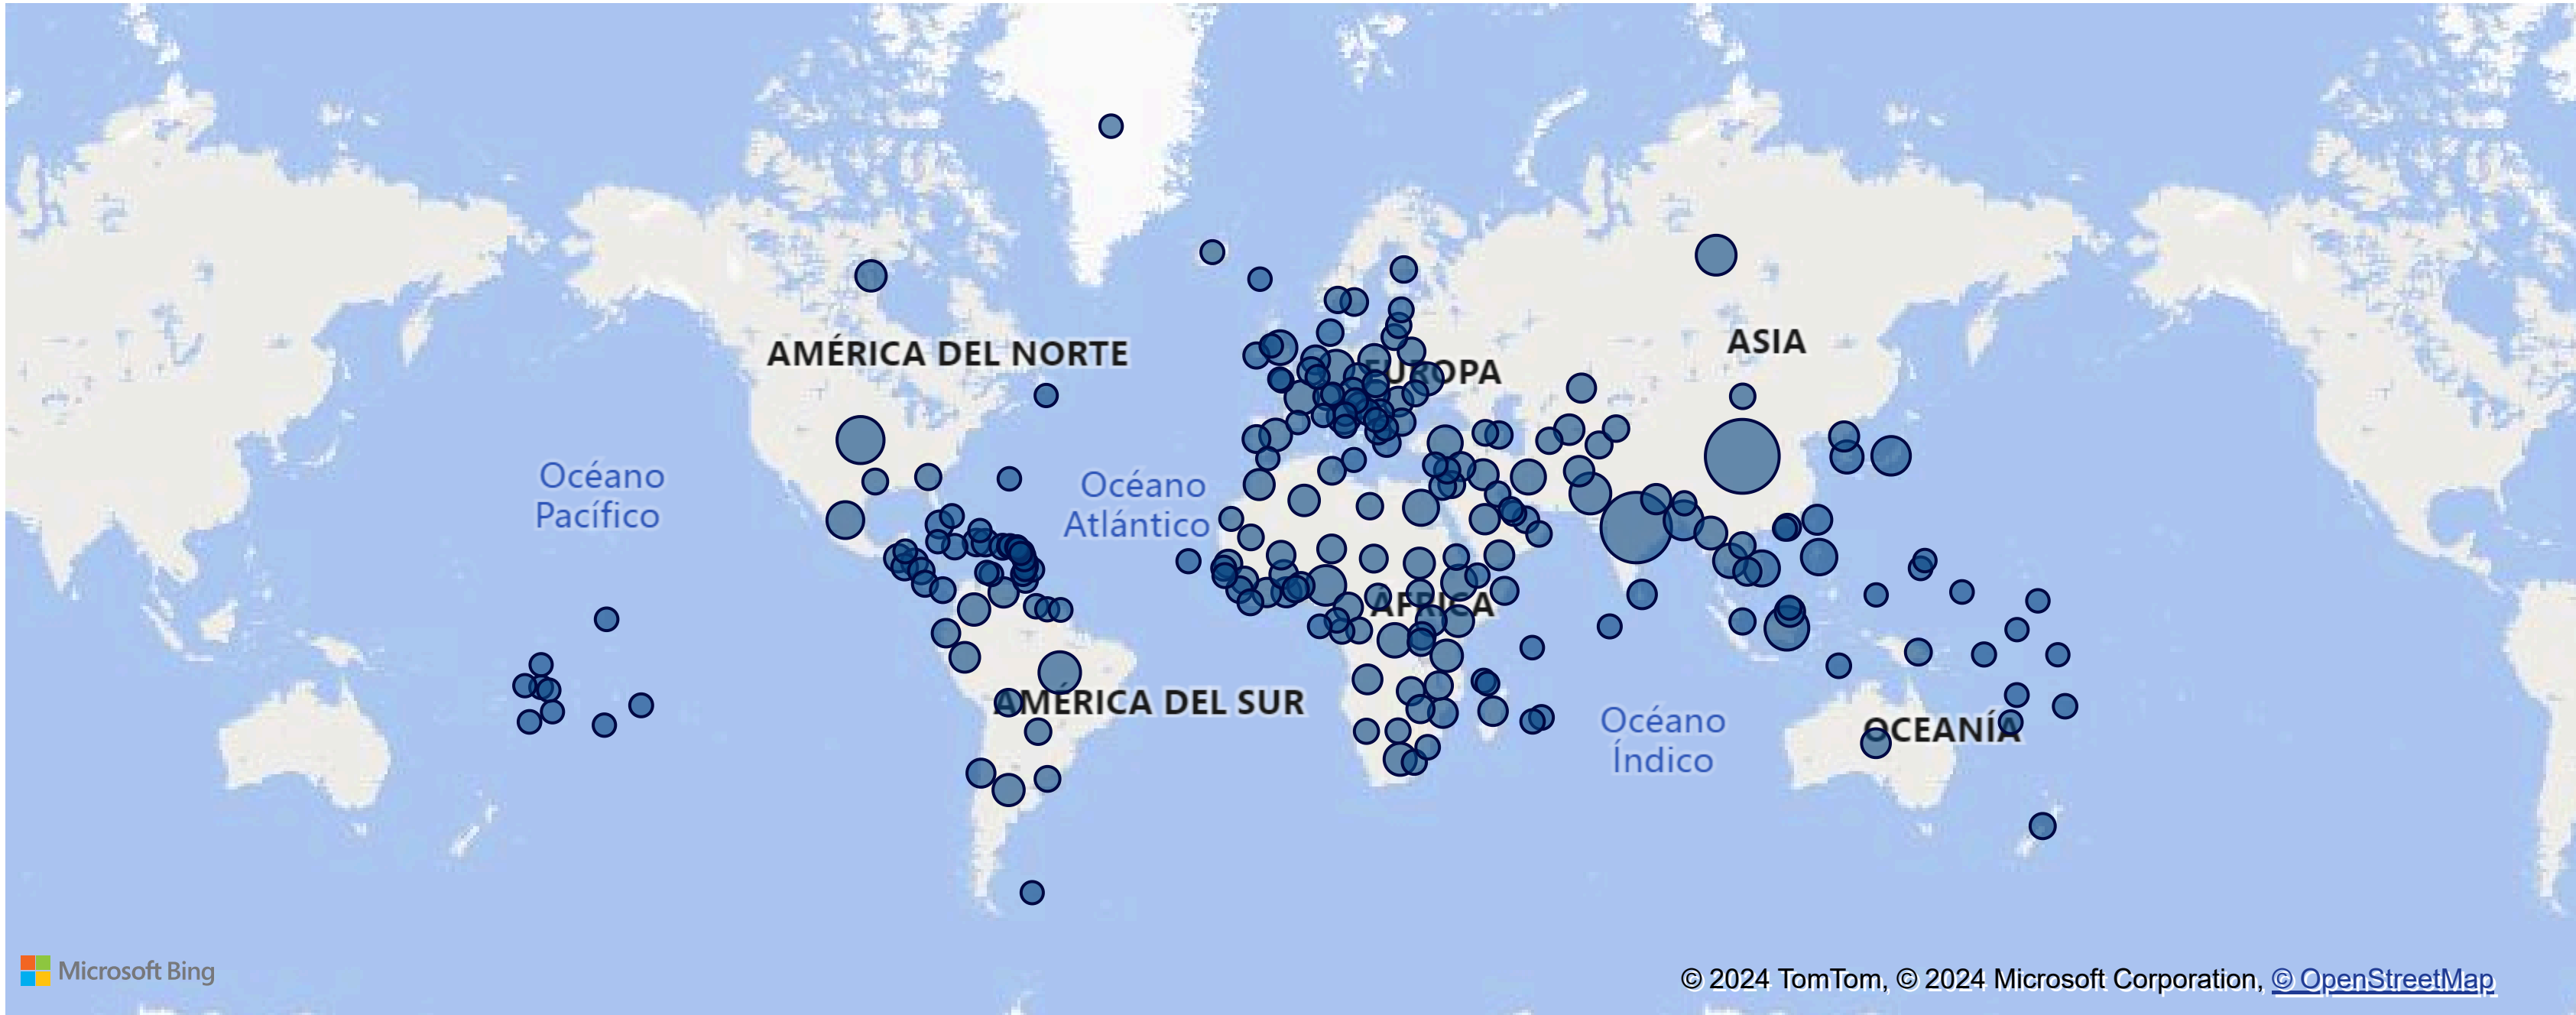 AMÉRICA DEL NORTE
EUROPA
ASIA
Océano
Pacífico
Océano
Atlántico
ÁFRICA
AMÉRICA DEL SUR
Océano
Índico
OCEANÍA
Microsoft Bing
© 2024 TomTom, © 2024 Microsoft Corporation, © OpenStreetMap